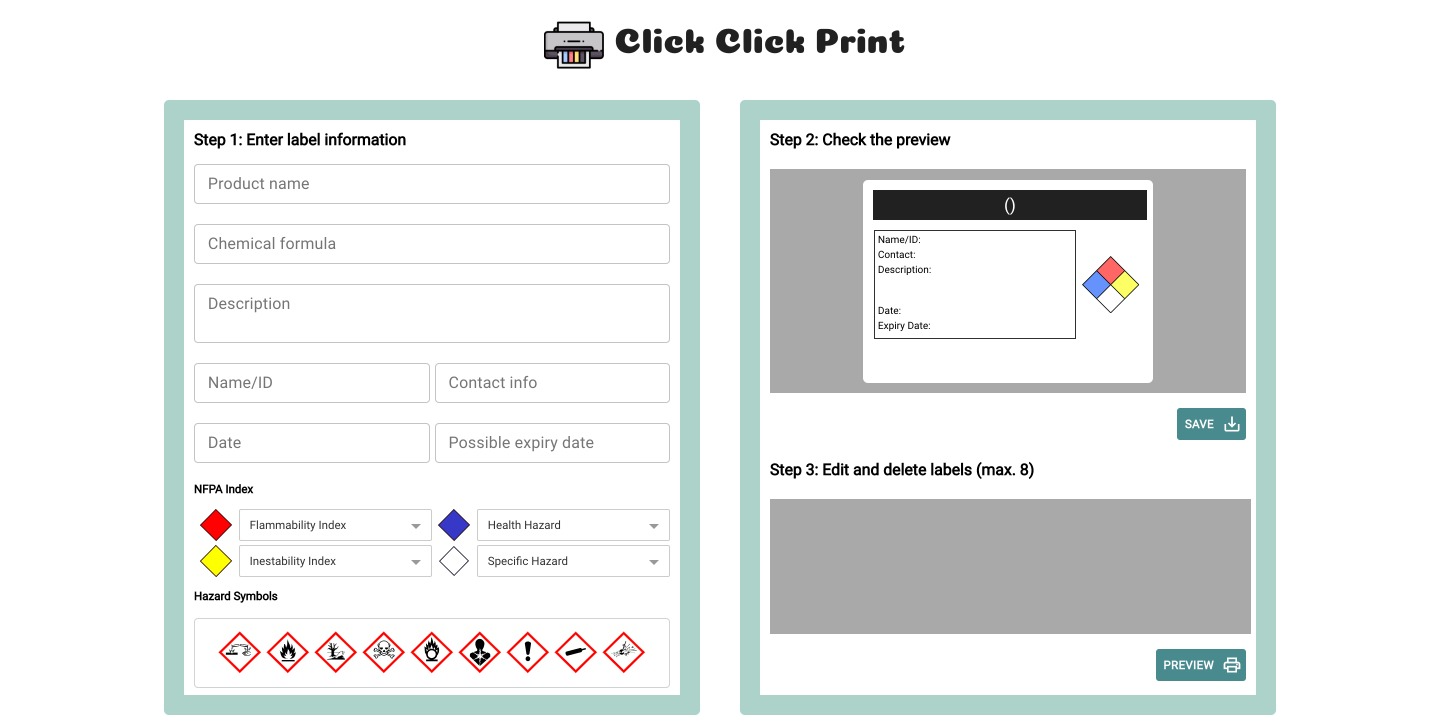 Click Click Print
Step 1: Enter label information
Product name
Chemical formula
Description
Name/ID
Contact info
Date
Possible expiry date
NFPA Index
Flammability Index
Health Hazard
Inestability Index
Specific Hazard
Hazard Symbols
Step 2: Check the preview
()
Name/ID:
Contact:
Description:
Date:
Expiry Date:
SAVE
Step 3: Edit and delete labels (max. 8)
PREVIEW